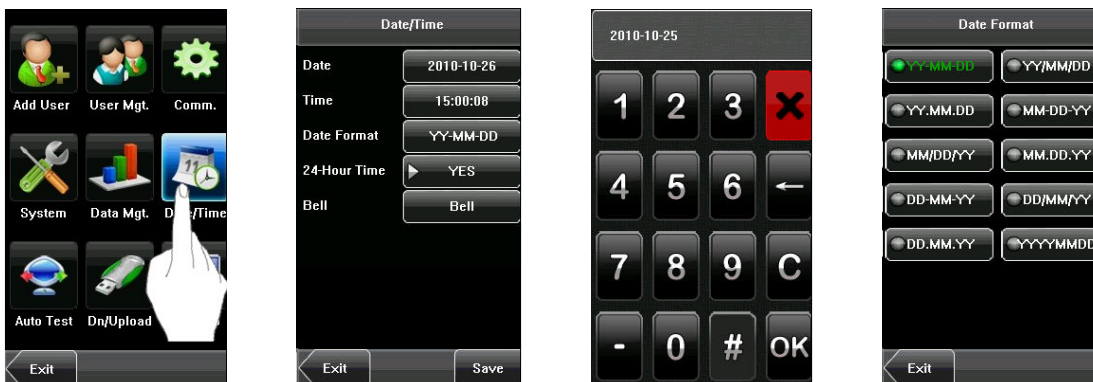 Add User
User Mgt.
Comm.
System
Data Mgt.
/Time
Auto Test
Dn/Upload
Exit
Date/Time
Date 2010-10-26
Time 15:00:08
Date Format YY-MM-DD
24-Hour Time YES
Bell Bell
Exit
Save
2010-10-25
1 2 3
4 5 6 ←
7 8 9 C
- 0 # OK
Date Format
YY-MM-DD YY/MM/DD
YY.MM.DD MM-DD-YY
MM/DD/YY MM.DD.YY
DD-MM-YY DD/MM/YY
DD.MM.YY YYYYMMDD
Exit